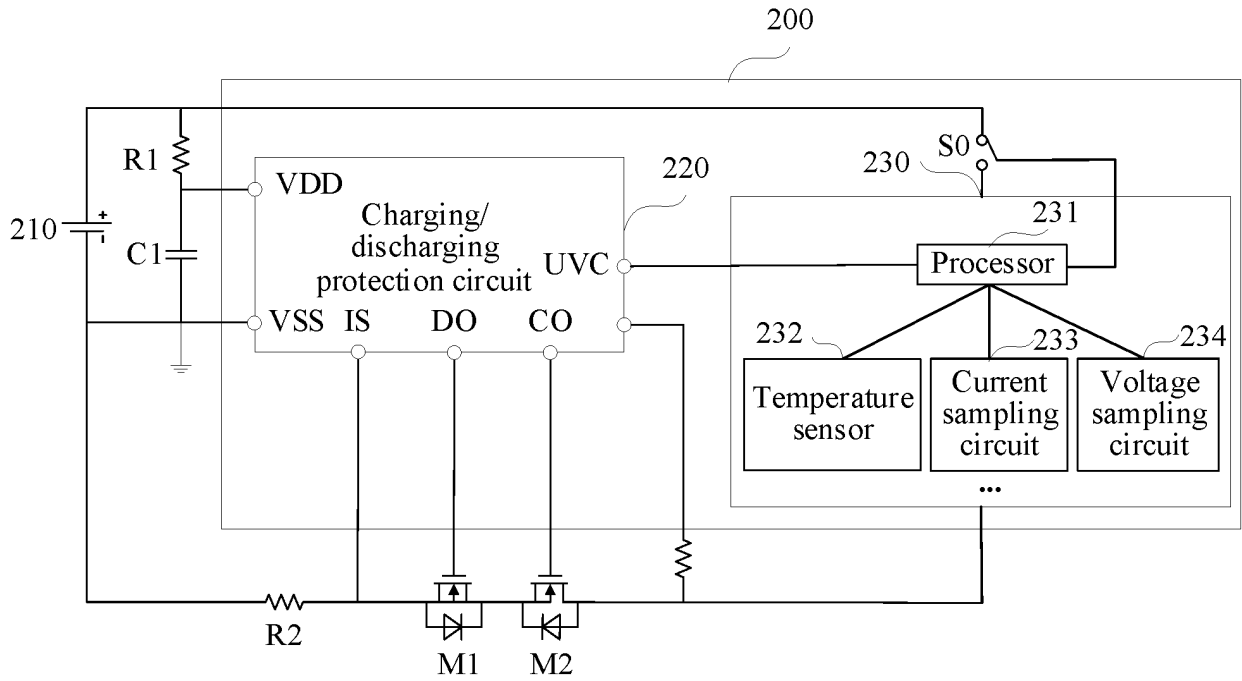 200
R1
S0
230
VDD
220
Charging/
discharging
protection circuit
231
210
+
-
C1
UVC
Processor
VSS IS DO CO
232
233
234
Temperature
sensor
Current
sampling
circuit
Voltage
sampling
circuit
...
R2
M1
M2